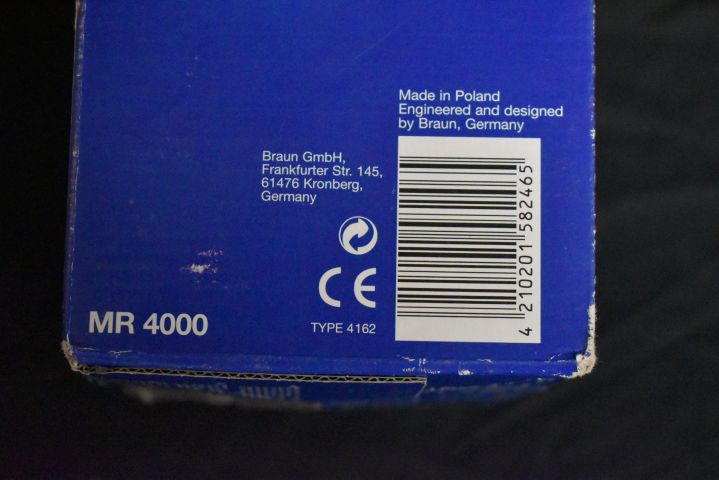 Made in Poland
Engineered and designed
by Braun, Germany
Braun GmbH,
Frankfurter Str. 145,
61476 Kronberg,
Germany
CE
MR 4000
TYPE 4162
4 210201 582465